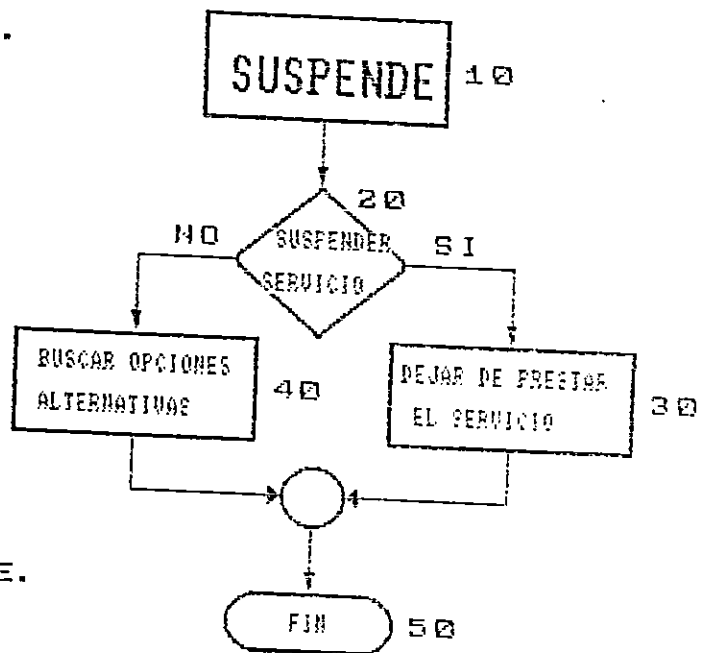 .
SUSPENDE 10
20
NO SUSPENDER SI
SERVICIO
BUSCAR OPCIONES
ALTERNATIVAS 40
DEJAR DE PRESTAR
EL SERVICIO 30
E.
FIN 50